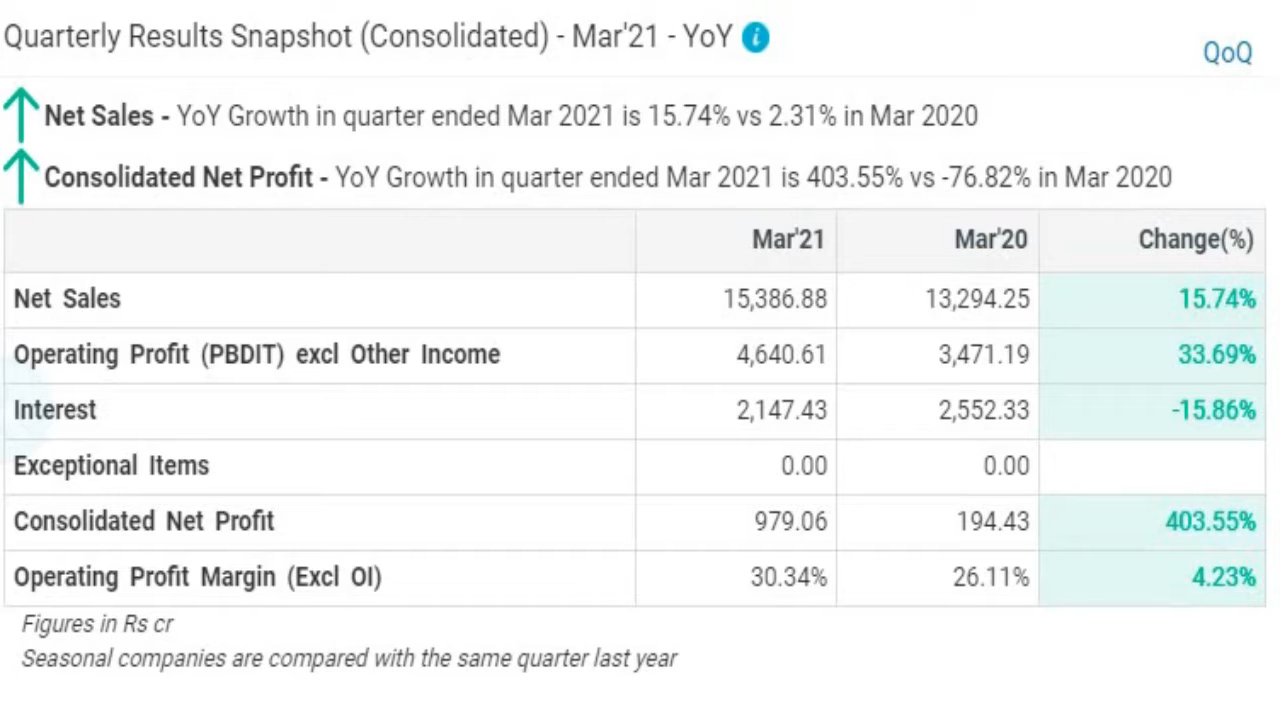 Quarterly Results Snapshot (Consolidated) - Mar'21 - YoY i
QoQ
Net Sales - YoY Growth in quarter ended Mar 2021 is 15.74% vs 2.31% in Mar 2020
Consolidated Net Profit - YoY Growth in quarter ended Mar 2021 is 403.55% vs -76.82% in Mar 2020
Mar'21 Mar'20 Change(%)
Net Sales 15,386.88 13,294.25 15.74%
Operating Profit (PBDIT) excl Other Income 4,640.61 3,471.19 33.69%
Interest 2,147.43 2,552.33 -15.86%
Exceptional Items 0.00 0.00
Consolidated Net Profit 979.06 194.43 403.55%
Operating Profit Margin (Excl OI) 30.34% 26.11% 4.23%
Figures in Rs cr
Seasonal companies are compared with the same quarter last year